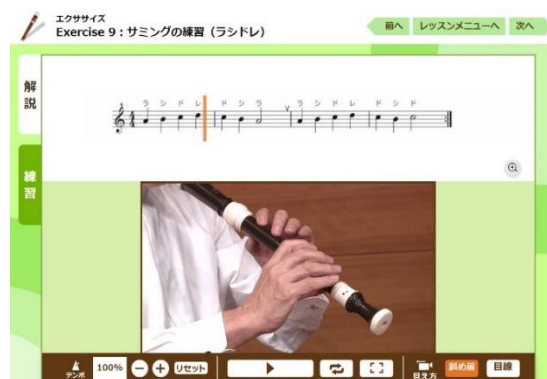 エクササイズ
Exercise 9：サミングの練習（ラシドレ）
前へ
レッスンメニューへ
次へ
解説
練習
ラ シ ド レ ド シ ラ ラ シ ド レ ド シ ド
テンポ
100%
リセット
見え方
斜め前
目線